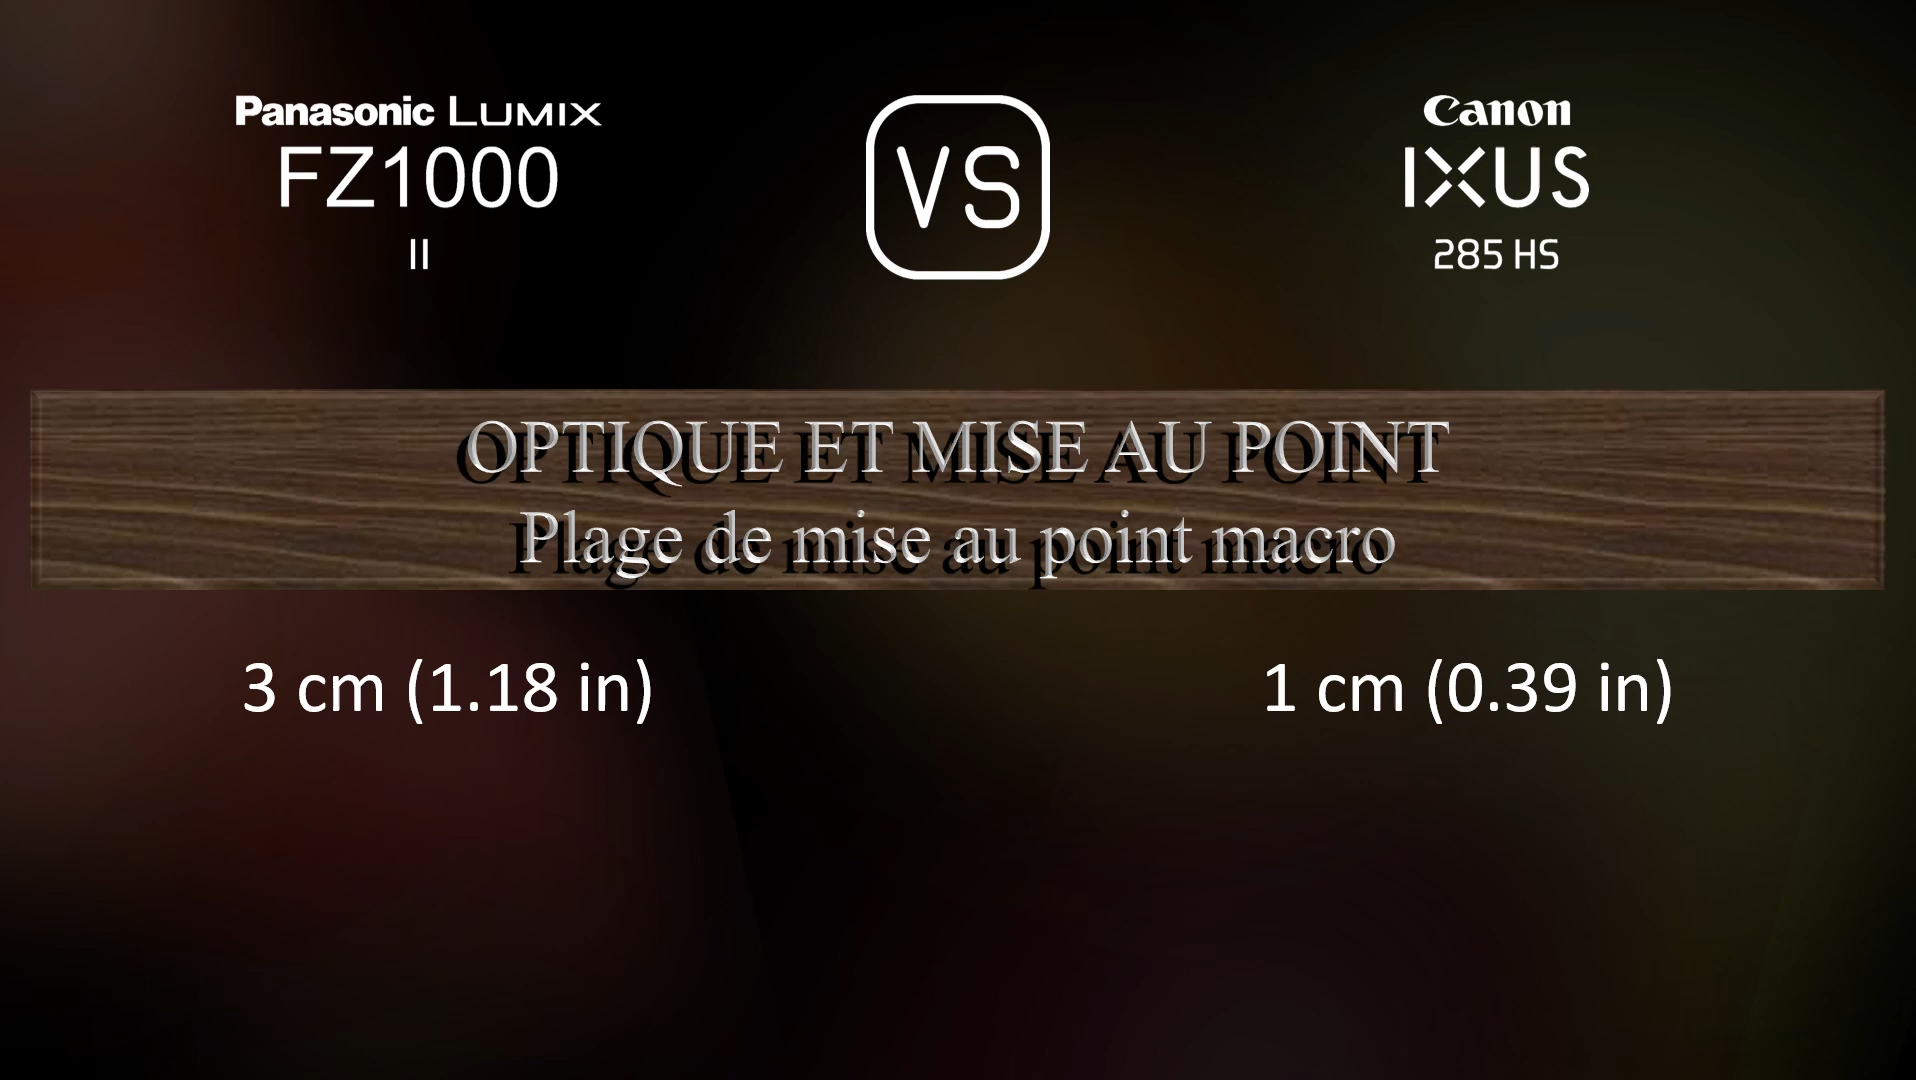 Panasonic LUMIX
FZ1000
II
VS
Canon
IXUS
285 HS
OPTIQUE ET MISE AU POINT
Plage de mise au point macro
3 cm (1.18 in)
1 cm (0.39 in)